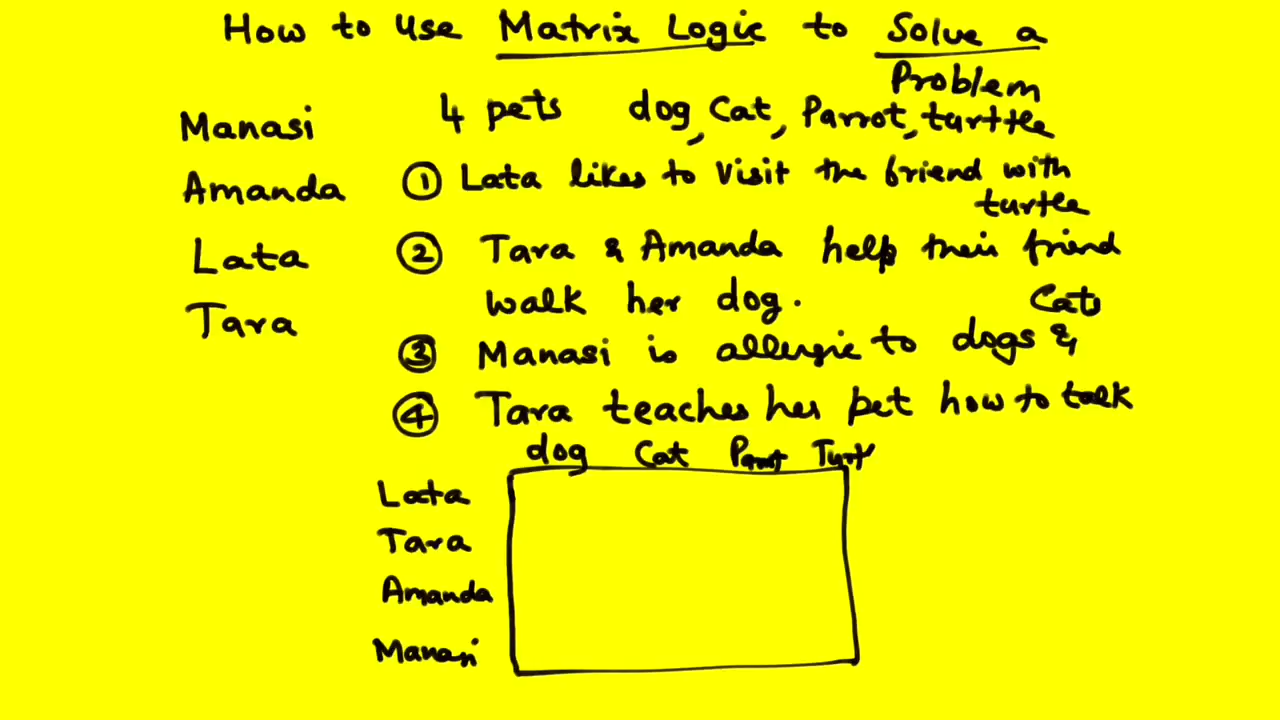 How to use Matrix Logic to Solve a
Problem
Manasi
Amanda
Lata
Tara
4 pets dog, Cat, Parrot, turtle
① Lata likes to visit the friend with
turtle
② Tara & Amanda help their friend
walk her dog.
③ Manasi is allergic to dogs &
Cats
④ Tara teaches her pet how to talk
dog Cat Parrot Turt
Lata
Tara
Amanda
Manasi